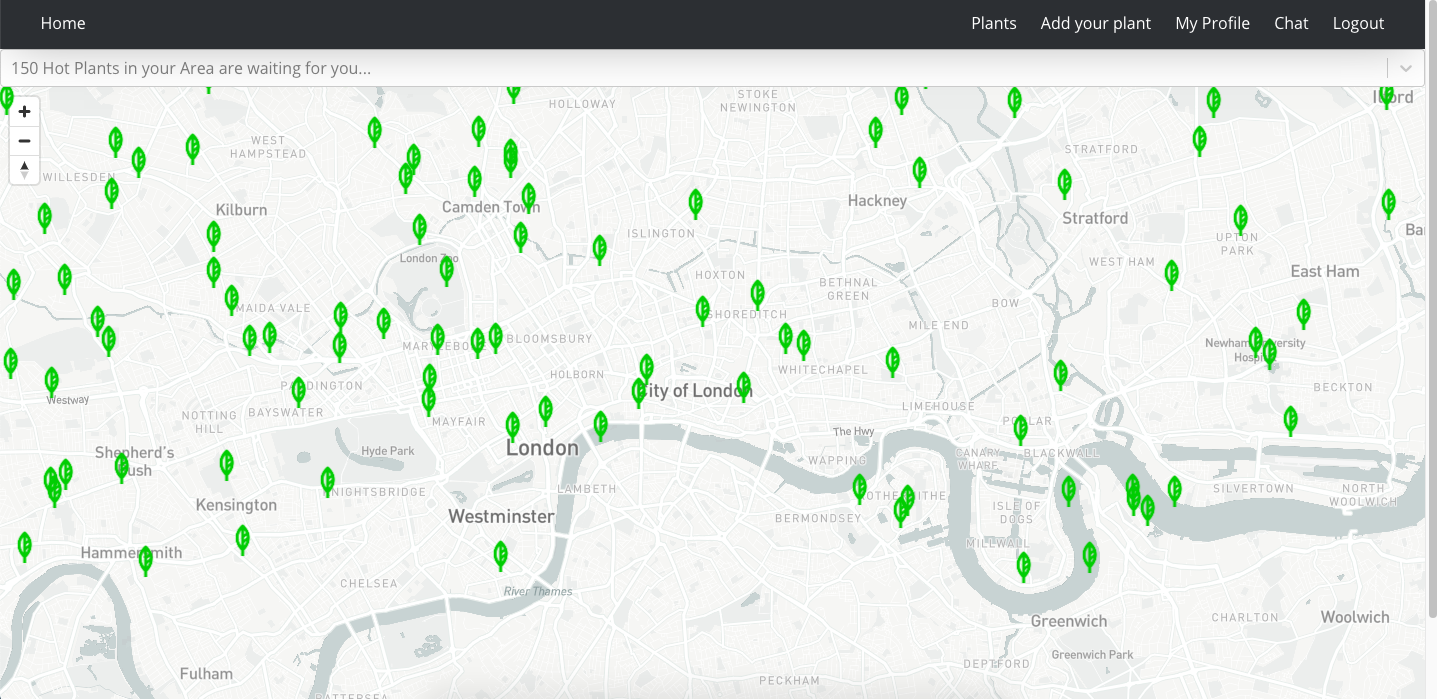 Home
Plants
Add your plant
My Profile
Chat
Logout
150 Hot Plants in your Area are waiting for you...
HOLLOWAY
STOKE
NEWINGTON
WEST
HAMPSTEAD
STRATFORD
WILLESDEN
Kilburn
Camden Town
Hackney
Stratford
ISLINGTON
UPTON
PARK
London Zoo
HOXTON
BETHNAL
GREEN
WEST HAM
East Ham
MAIDA VALE
SHOREDITCH
BOW
MILE END
BLOOMSBURY
Newham University
Hospital
HOLBORN
WHITECHAPEL
PADDINGTON
City of London
BECKTON
Westway
NOTTING
HILL
BAYSWATER
MAYFAIR
LIMEHOUSE
POPLAR
The Hwy
London
Hyde Park
Shepherd's
Bush
WAPPING
CANARY
WHARF
BLACKWALL
LAMBETH
SILVERTOWN
NORTH
WOOLWICH
Kensington
KNIGHTSBRIDGE
ROTHERHITHE
Westminster
BERMONDSEY
ISLE OF
DOGS
MILLWALL
Hammersmith
CHELSEA
River Thames
Greenwich
CHARLTON
Woolwich
Greenwich Park
DEPTFORD
Fulham
PECKHAM
BATTERSEA